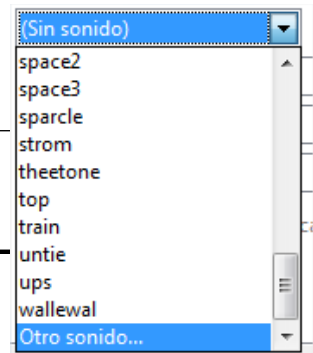 (Sin sonido)
space2
space3
sparcle
strom
theetone
top
train
untie
ups
wallewal
Otro sonido...